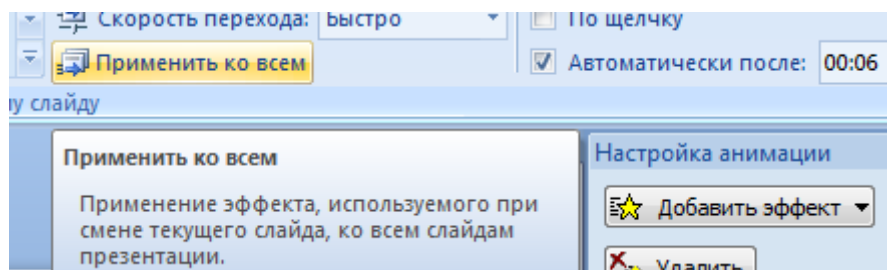 Скорость перехода: Быстро
По щелчку
Применить ко всем
Автоматически после: 00:06
му слайду
Применить ко всем
Настройка анимации
Применение эффекта, используемого при
смене текущего слайда, ко всем слайдам
презентации.
Добавить эффект
Удалить